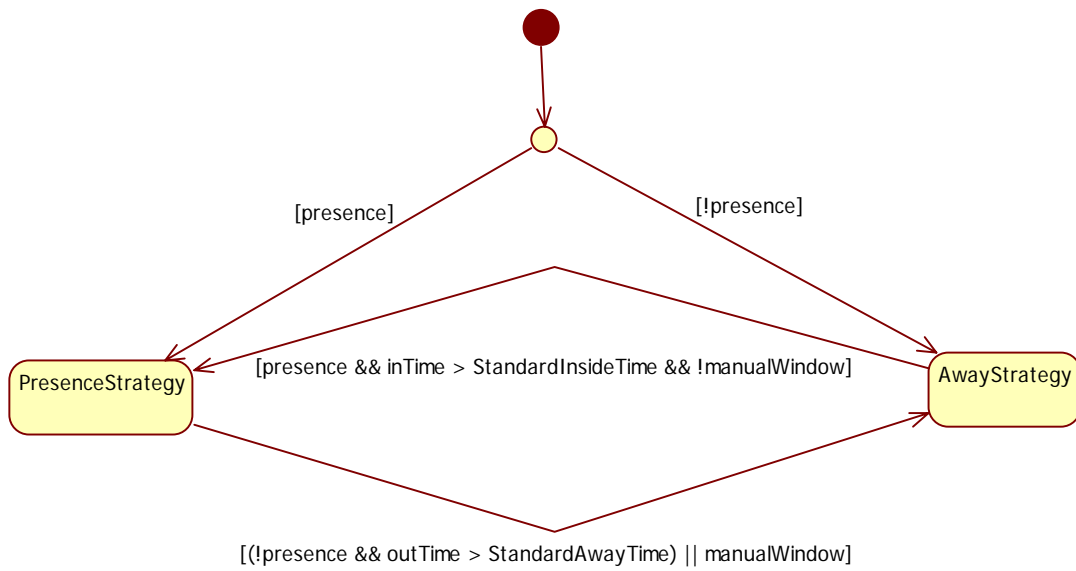 [presence]
[!presence]
[presence && inTime > StandardInsideTime && !manualWindow]
PresenceStrategy
AwayStrategy
[(!presence && outTime > StandardAwayTime) || manualWindow]